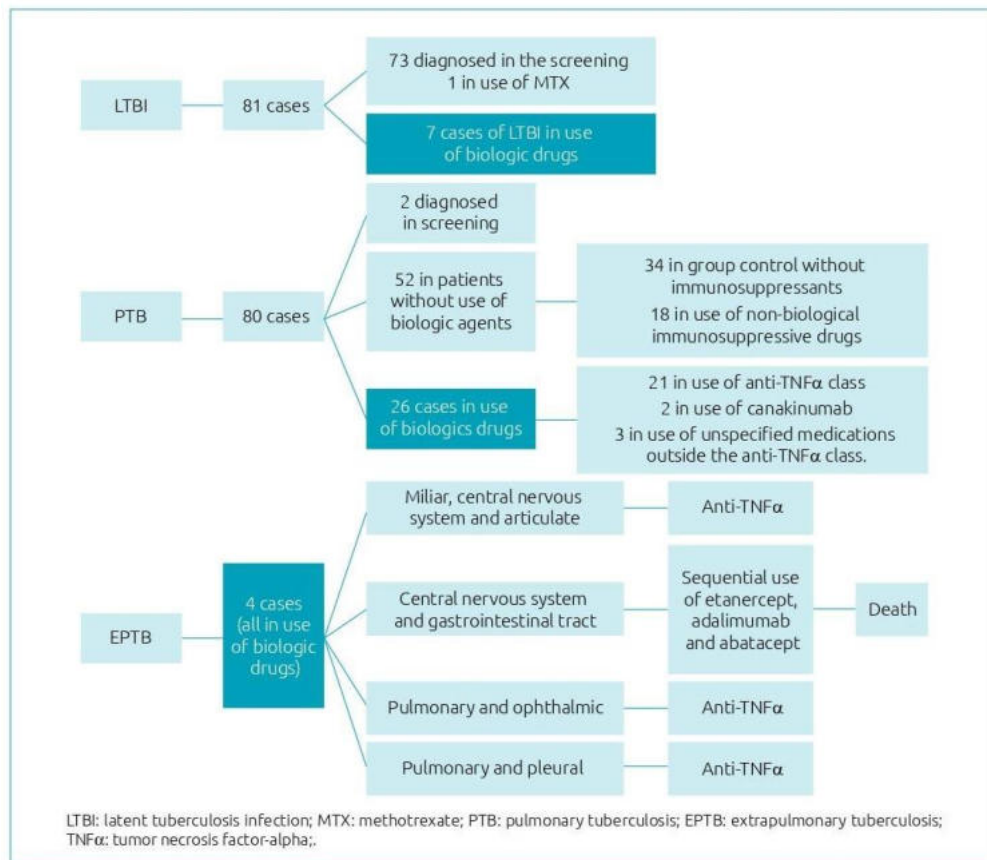 LTBI
81 cases
73 diagnosed in the screening
1 in use of MTX
7 cases of LTBI in use
of biologic drugs
PTB
80 cases
2 diagnosed
in screening
52 in patients
without use of
biologic agents
34 in group control without
immunosuppressants
18 in use of non-biological
immunosuppressive drugs
26 cases in use
of biologics drugs
21 in use of anti-TNFα class
2 in use of canakinumab
3 in use of unspecified medications
outside the anti-TNFα class.
EPTB
4 cases
(all in use
of biologic
drugs)
Miliar, central nervous
system and articulate
Anti-TNFα
Central nervous system
and gastrointestinal tract
Sequential use
of etanercept,
adalimumab
and abatacept
Death
Pulmonary and ophthalmic
Anti-TNFα
Pulmonary and pleural
Anti-TNFα
LTBI: latent tuberculosis infection; MTX: methotrexate; PTB: pulmonary tuberculosis; EPTB: extrapulmonary tuberculosis;
TNFα: tumor necrosis factor-alpha;.